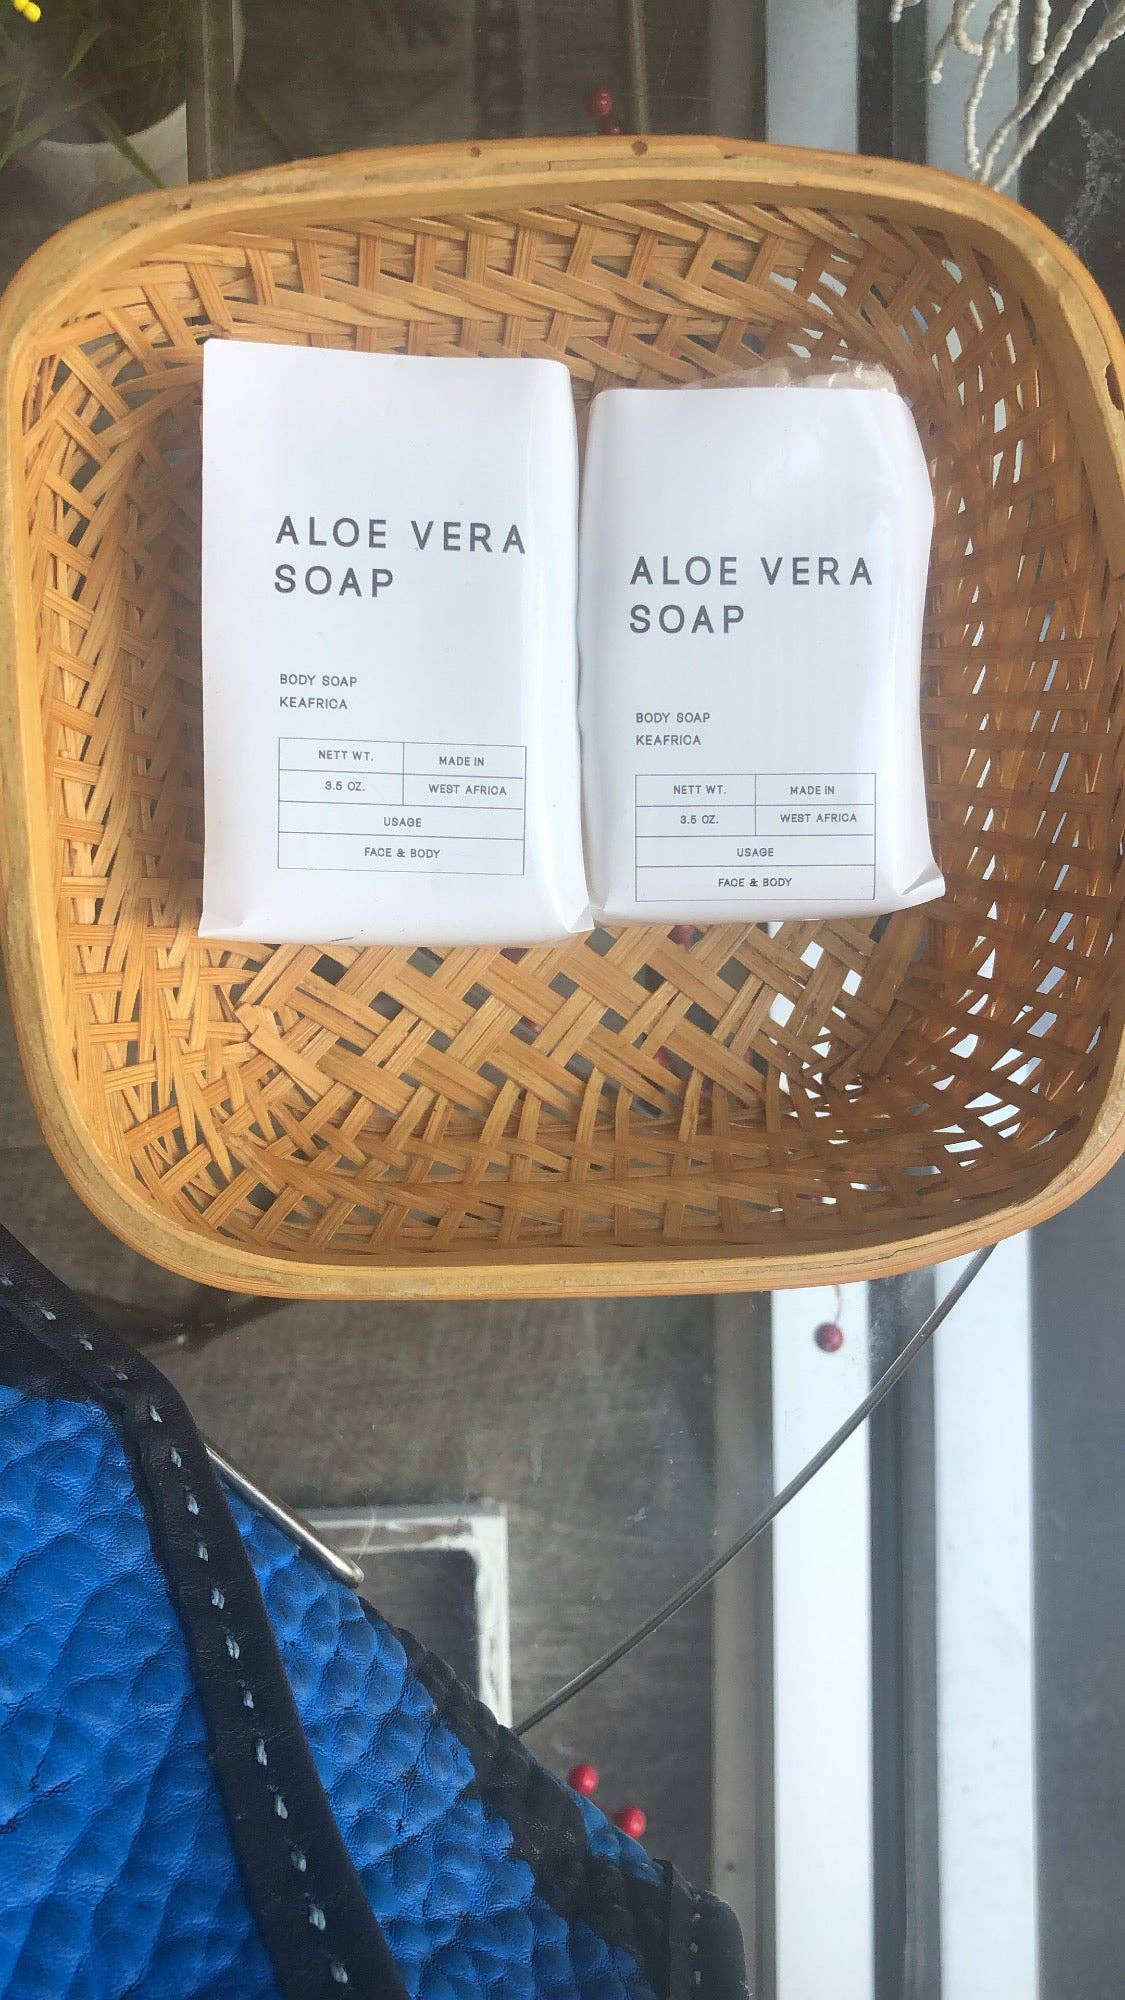 ALOE VERA
SOAP
BODY SOAP
KEAFRICA
NETT WT. MADE IN
3.5 OZ. WEST AFRICA
USAGE
FACE & BODY
ALOE VERA
SOAP
BODY SOAP
KEAFRICA
NETT WT. MADE IN
3.5 OZ. WEST AFRICA
USAGE
FACE & BODY